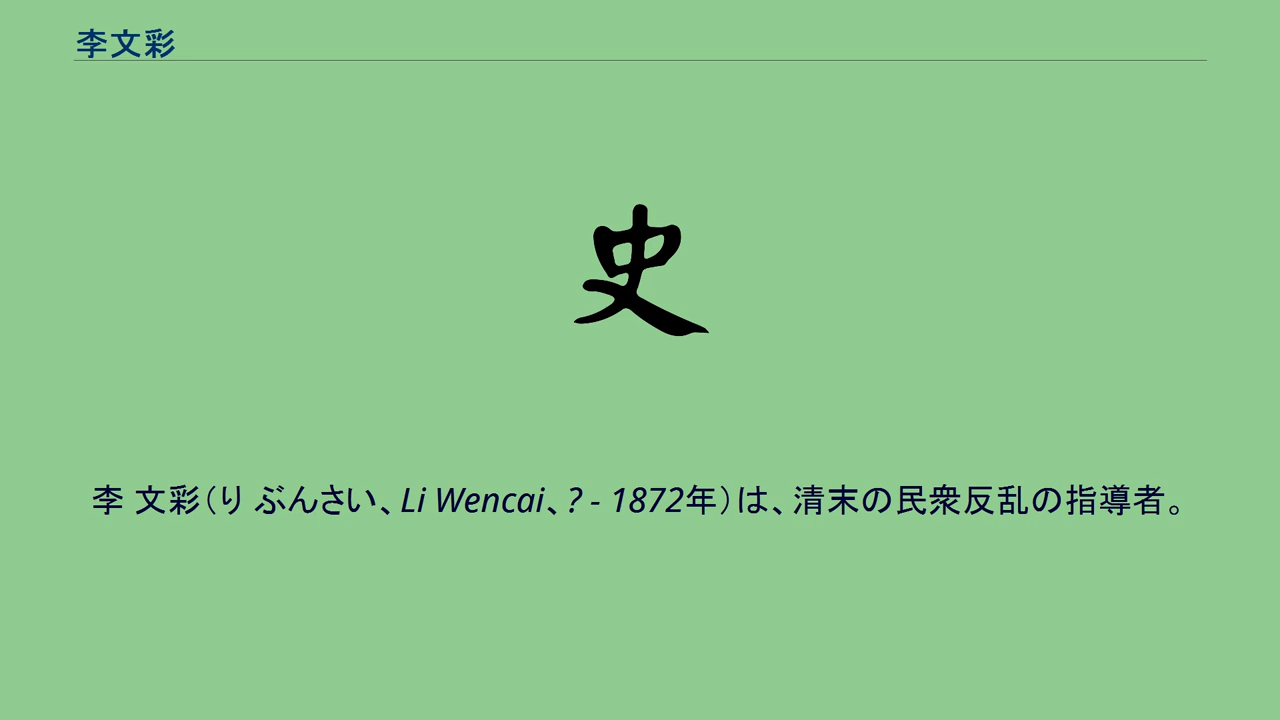 李文彩
史
李 文彩（り ぶんさい、Li Wencai、? - 1872年）は、清末の民衆反乱の指導者。